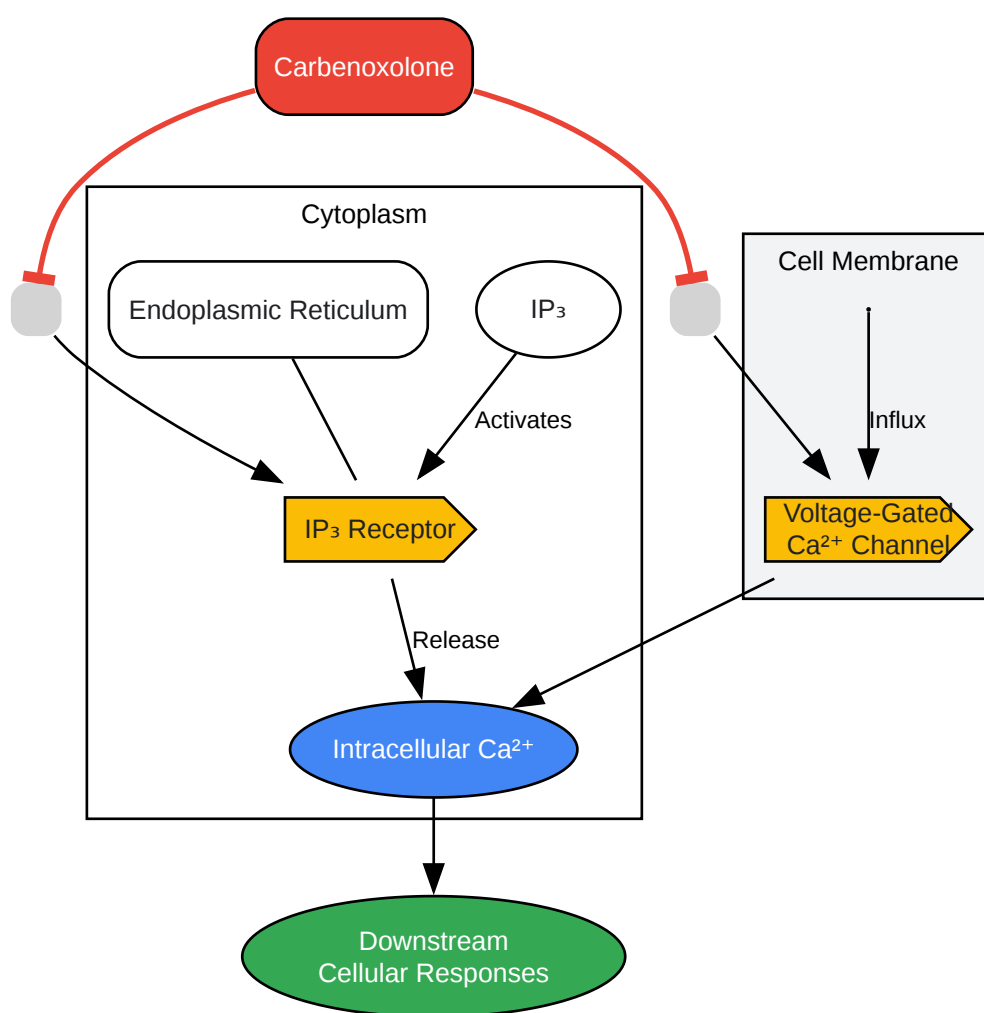 Carbenoxolone
Cytoplasm
Cell Membrane
Endoplasmic Reticulum
IP₃
Activates
Influx
IP₃ Receptor
Voltage-Gated
Ca²⁺ Channel
Release
Intracellular Ca²⁺
Downstream
Cellular Responses